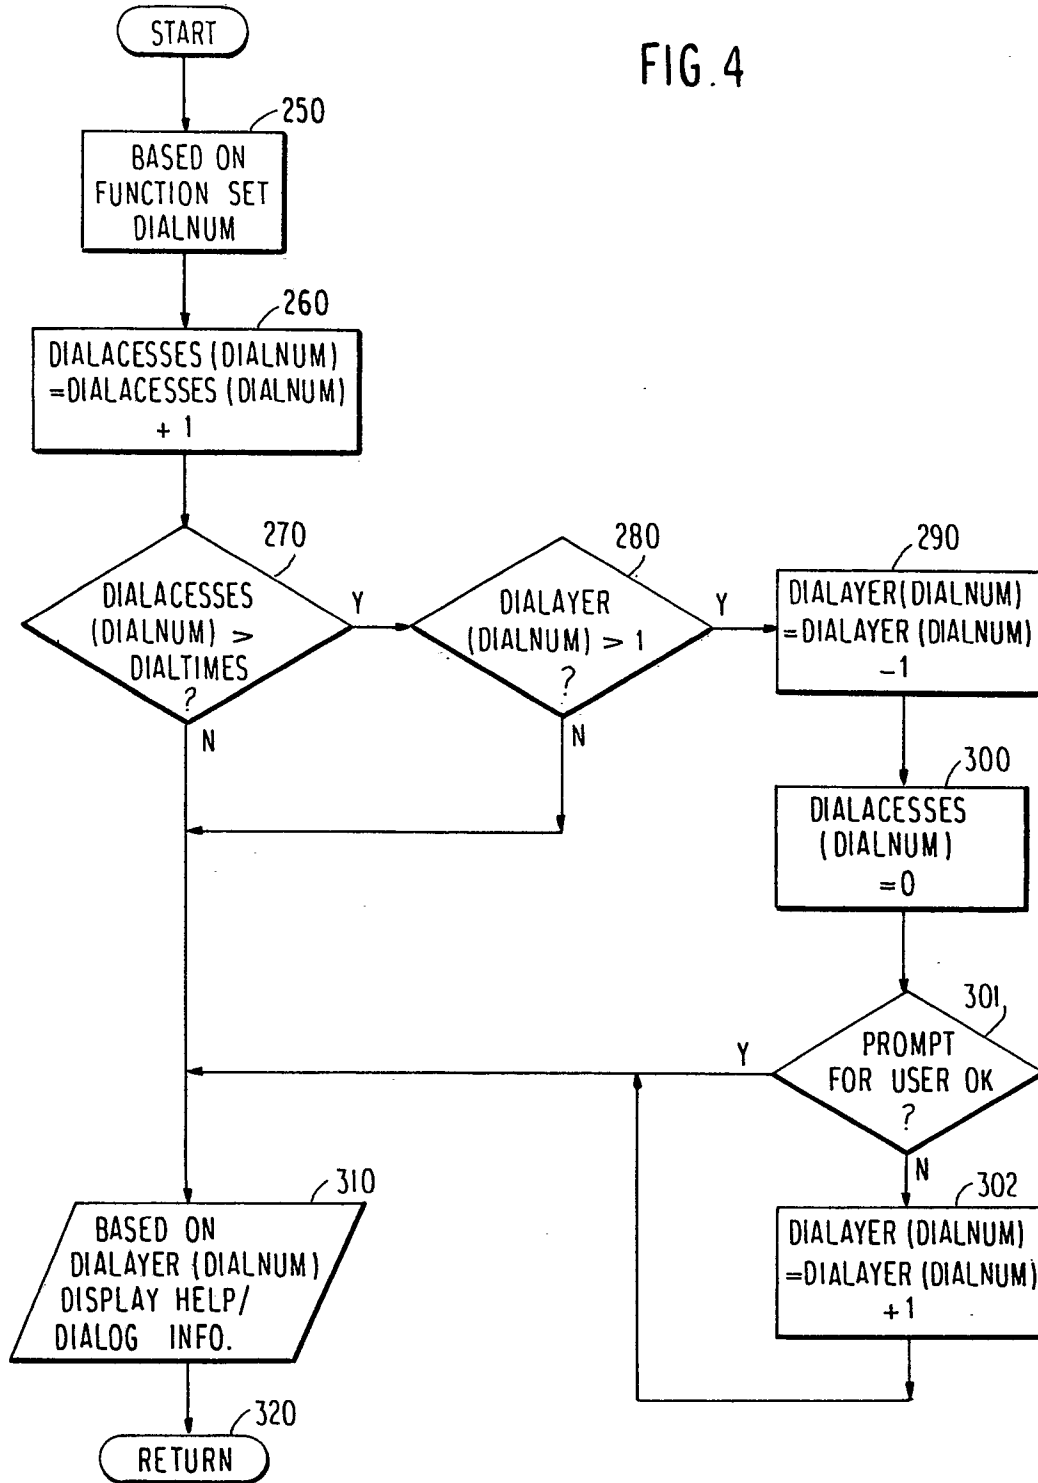 START
FIG.4
250
BASED ON
FUNCTION SET
DIALNUM
260
DIALACESSES (DIALNUM)
=DIALACESSES (DIALNUM)
+ 1
270
DIALACESSES
(DIALNUM) >
DIALTIMES
?
Y
N
280
DIALAYER
(DIALNUM) > 1
?
Y
N
290
DIALAYER(DIALNUM)
=DIALAYER (DIALNUM)
-1
300
DIALACESSES
(DIALNUM)
=0
301
PROMPT
FOR USER OK
?
Y
N
302
DIALAYER (DIALNUM)
=DIALAYER (DIALNUM)
+1
310
BASED ON
DIALAYER (DIALNUM)
DISPLAY HELP/
DIALOG INFO.
320
RETURN